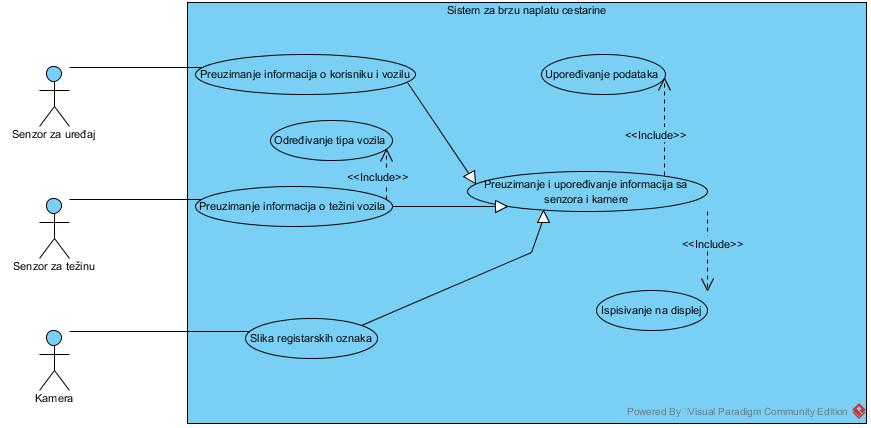 Sistem za brzu naplatu cestarine
Preuzimanje informacija o korisniku i vozilu
Upoređivanje podataka
Senzor za uređaj
Određivanje tipa vozila
<<Include>>
<<Include>>
Preuzimanje i upoređivanje informacija sa
senzora i kamere
Preuzimanje informacija o težini vozila
<<Include>>
Senzor za težinu
Ispisivanje na displej
Slika registarskih oznaka
Kamera
Powered By Visual Paradigm Community Edition